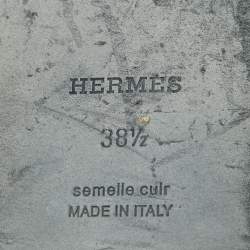 HERMES
38½
semelle cuir
MADE IN ITALY